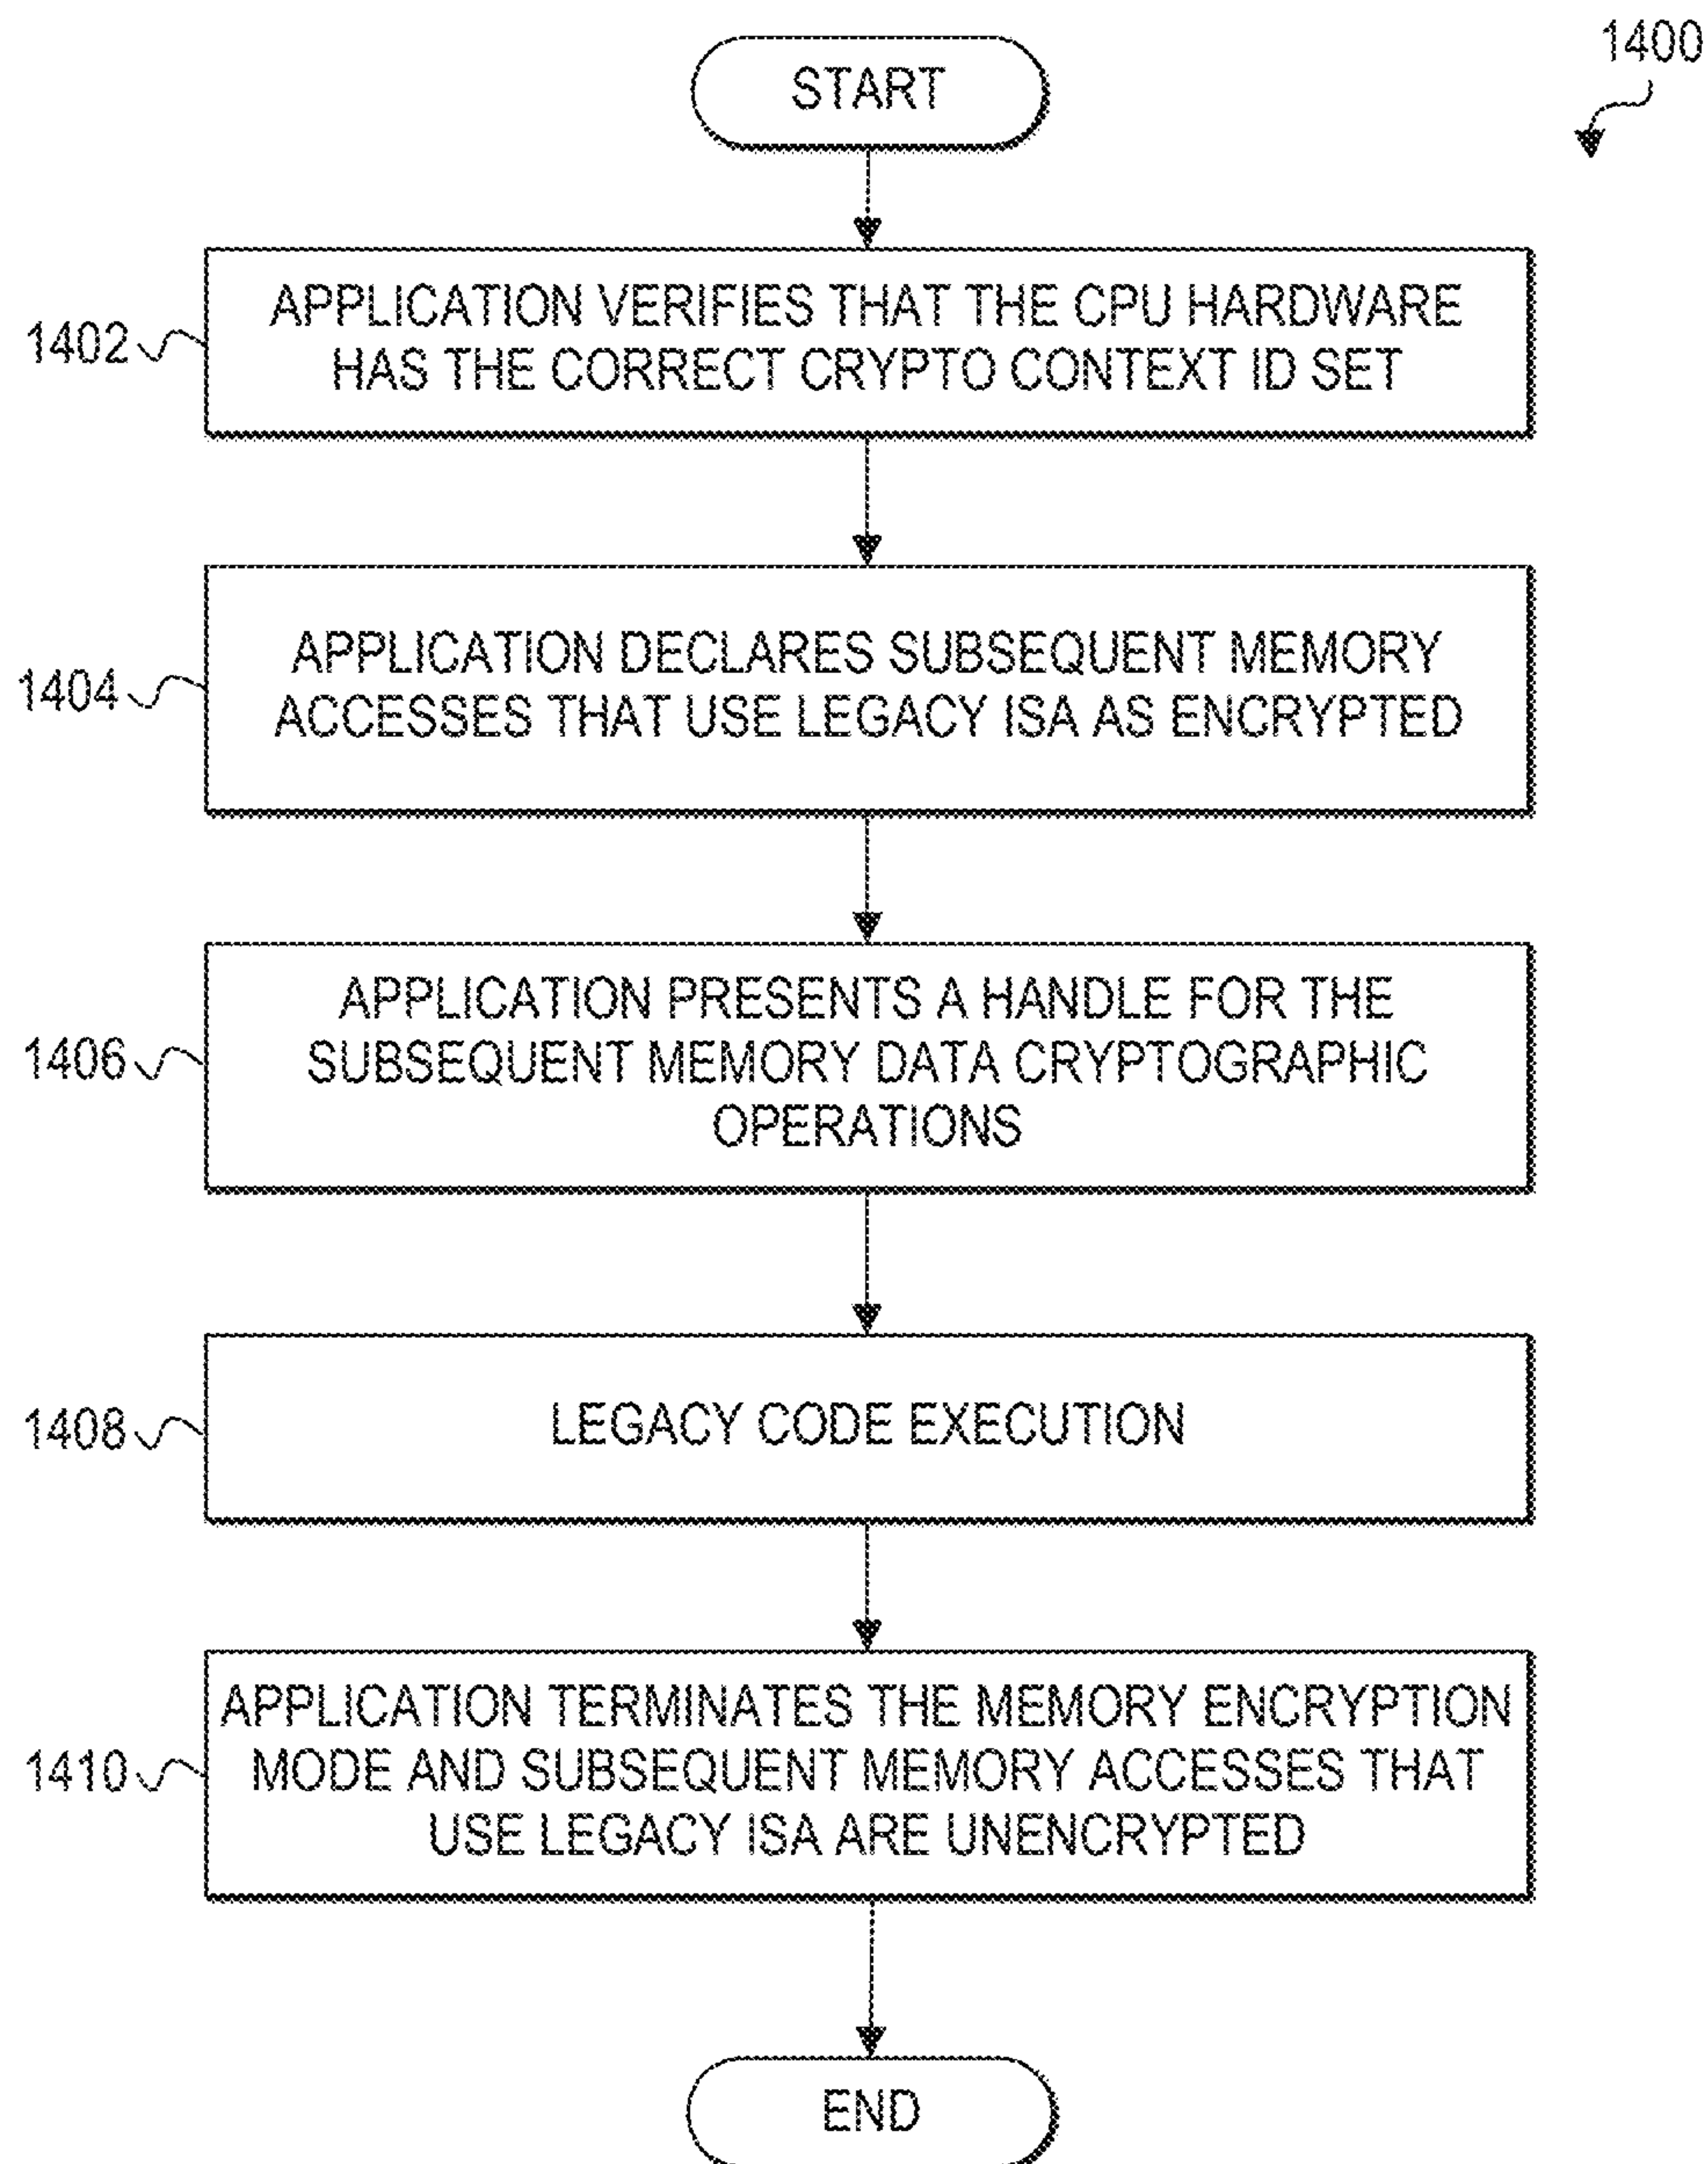 1400
START
1402
APPLICATION VERIFIES THAT THE CPU HARDWARE
HAS THE CORRECT CRYPTO CONTEXT ID SET
1404
APPLICATION DECLARES SUBSEQUENT MEMORY
ACCESSES THAT USE LEGACY ISA AS ENCRYPTED
1406
APPLICATION PRESENTS A HANDLE FOR THE
SUBSEQUENT MEMORY DATA CRYPTOGRAPHIC
OPERATIONS
1408
LEGACY CODE EXECUTION
1410
APPLICATION TERMINATES THE MEMORY ENCRYPTION
MODE AND SUBSEQUENT MEMORY ACCESSES THAT
USE LEGACY ISA ARE UNENCRYPTED
END